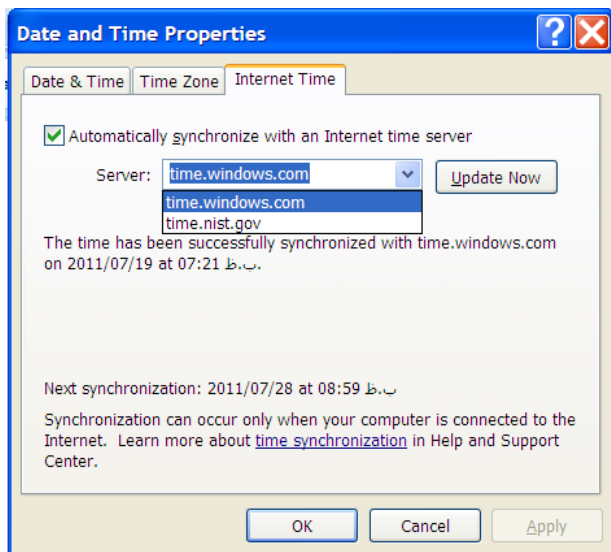 Date and Time Properties
Date & Time Time Zone Internet Time
Automatically synchronize with an Internet time server
Server: time.windows.com Update Now
time.windows.com
time.nist.gov
The time has been successfully synchronized with time.windows.com
on 2011/07/19 at 07:21 ب.ظ.
Next synchronization: 2011/07/28 at 08:59 ب.ظ
Synchronization can occur only when your computer is connected to the
Internet. Learn more about time synchronization in Help and Support
Center.
OK Cancel Apply